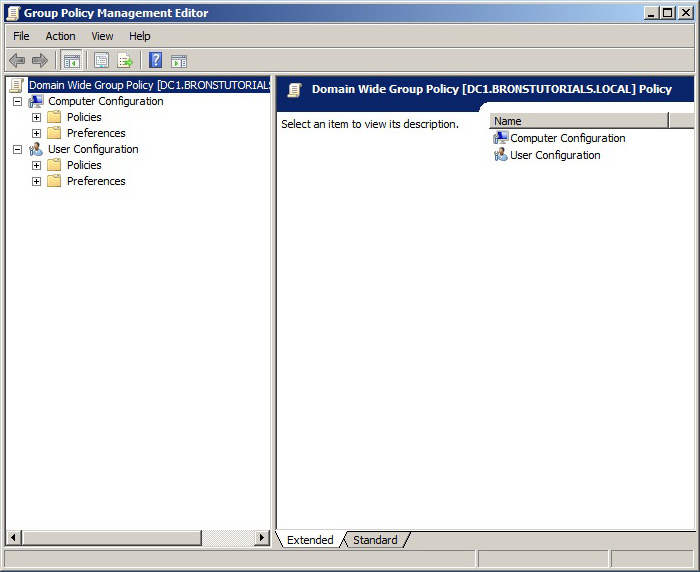 Group Policy Management Editor
File Action View Help
Domain Wide Group Policy [DC1.BRONSTUTORIALS
Computer Configuration
Policies
Preferences
User Configuration
Policies
Preferences
Domain Wide Group Policy [DC1.BRONSTUTORIALS.LOCAL] Policy
Select an item to view its description.
Name
Computer Configuration
User Configuration
Extended Standard